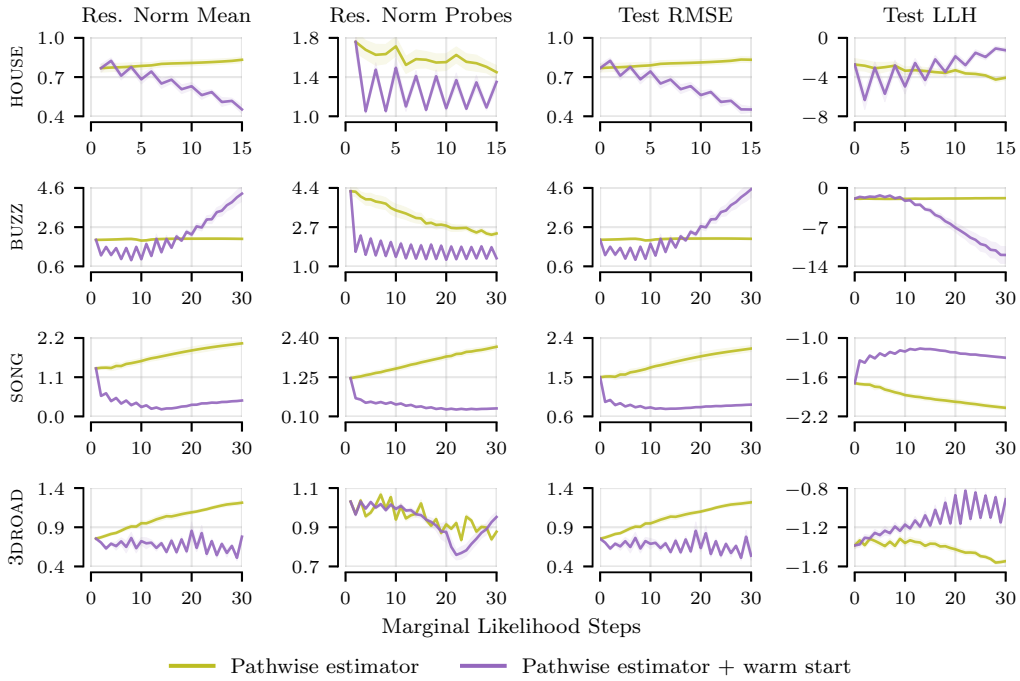 Res. Norm Mean Res. Norm Probes Test RMSE Test LLH
HOUSE
1.0 0.7 0.4
0 5 10 15
1.8 1.4 1.0
0 5 10 15
1.0 0.7 0.4
0 5 10 15
0 −4 −8
0 5 10 15
BUZZ
4.6 2.6 0.6
0 10 20 30
4.4 2.7 1.0
0 10 20 30
4.6 2.6 0.6
0 10 20 30
0 −7 −14
0 10 20 30
SONG
2.2 1.1 0.0
0 10 20 30
2.40 1.25 0.10
0 10 20 30
2.4 1.5 0.6
0 10 20 30
−1.0 −1.6 −2.2
0 10 20 30
3DROAD
1.4 0.9 0.4
0 10 20 30
1.1 0.9 0.7
0 10 20 30
1.4 0.9 0.4
0 10 20 30
−0.8 −1.2 −1.6
0 10 20 30
Marginal Likelihood Steps
Pathwise estimator Pathwise estimator + warm start